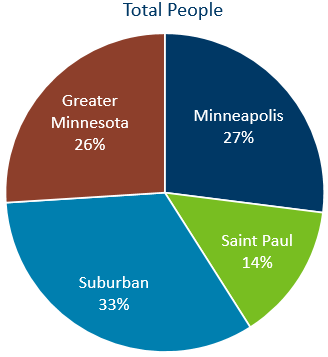 Total People
Greater
Minnesota
26%
Minneapolis
27%
Saint Paul
14%
Suburban
33%